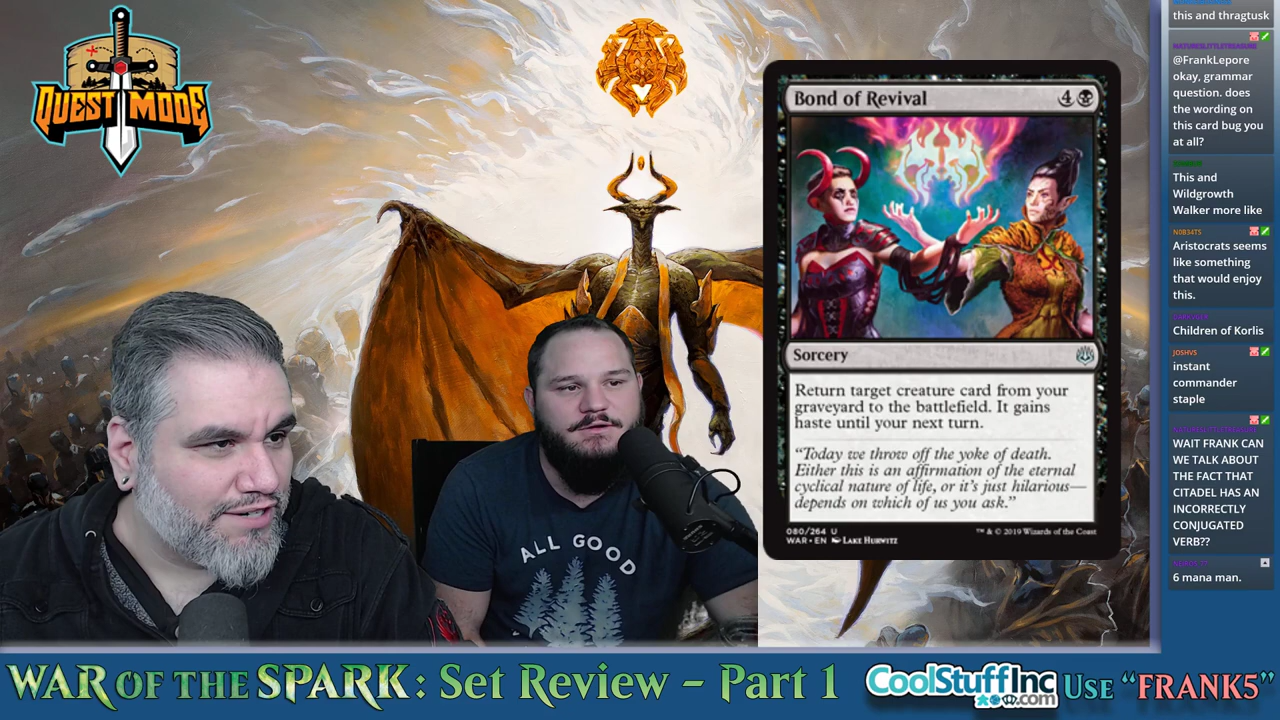 QUEST MODE
Bond of Revival 4
Sorcery
Return target creature card from your
graveyard to the battlefield. It gains
haste until your next turn.
“Today we throw off the yoke of death.
Either this is an affirmation of the eternal
cyclical nature of life, or it’s just hilarious—
depends on which of us you ask.”
080/264 U
WAR • EN LAKE HURWITZ
™ & © 2019 Wizards of the Coast
ALL GOOD
this and thragtusk
NATURESLITTLETREASURE
@FrankLepore
okay, grammar
question. does
the wording on
this card bug you
at all?
This and
Wildgrowth
Walker more like
N0B34TS
Aristocrats seems
like something
that would enjoy
this.
Children of Korlis
JOSHVS
instant
commander
staple
NATURESLITTLETREASURE
WAIT FRANK CAN
WE TALK ABOUT
THE FACT THAT
CITADEL HAS AN
INCORRECTLY
CONJUGATED
VERB??
6 mana man.
WAR OF THE SPARK: Set Review - Part 1
CoolStuffInc
.com
USE “FRANK5”